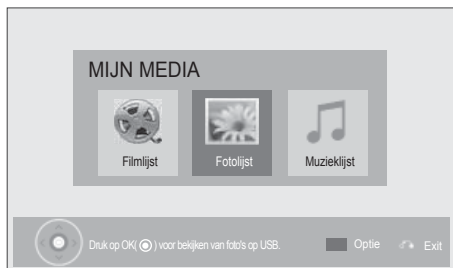 MIJN MEDIA
Filmlijst Fotolijst Muzieklijst
Druk op OK( ) voor bekijken van foto's op USB. Optie Exit